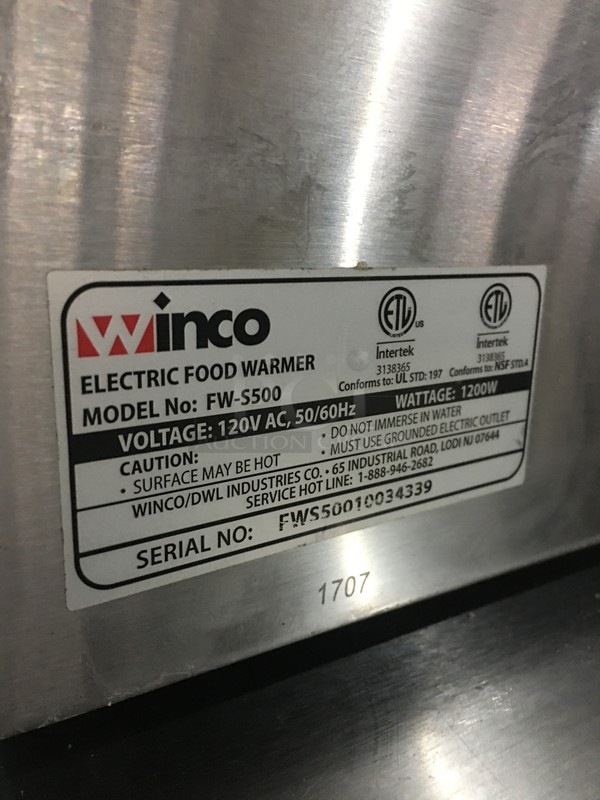 Winco
ETL US
Intertek
3138365
Conforms to: UL STD: 197
ETL
Intertek
3138365
Conforms to: NSF STD.4
ELECTRIC FOOD WARMER
MODEL No: FW-S500
VOLTAGE: 120V AC, 50/60Hz WATTAGE: 1200W
CAUTION:
• SURFACE MAY BE HOT
• DO NOT IMMERSE IN WATER
• MUST USE GROUNDED ELECTRIC OUTLET
WINCO/DWL INDUSTRIES CO. • 65 INDUSTRIAL ROAD, LODI NJ 07644
SERVICE HOT LINE: 1-888-946-2682
SERIAL NO: FWS50010034339
1707